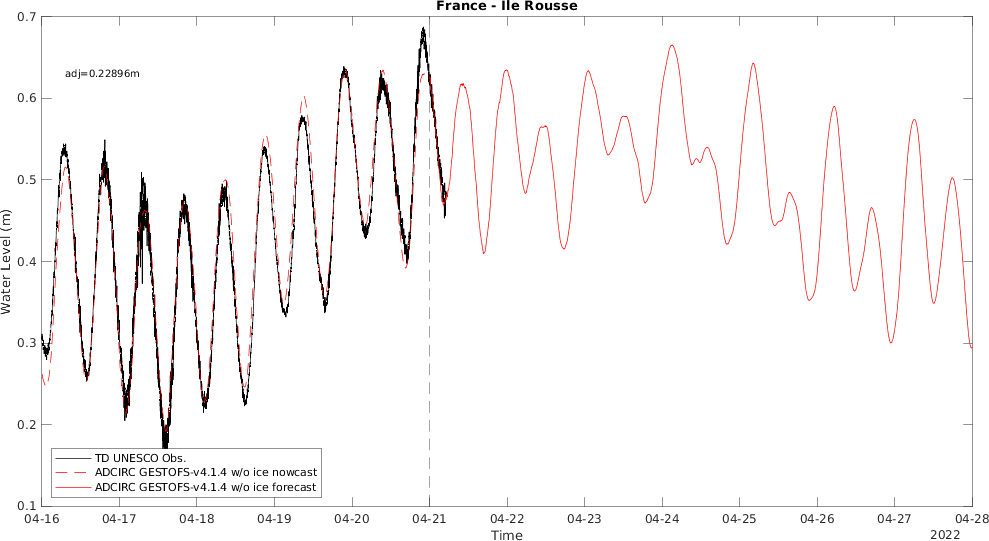 France - Ile Rousse
adj=0.22896m
0.7
0.6
0.5
0.4
0.3
0.2
0.1
Water Level (m)
TD UNESCO Obs.
ADCIRC GESTOFS-v4.1.4 w/o ice nowcast
ADCIRC GESTOFS-v4.1.4 w/o ice forecast
04-16 04-17 04-18 04-19 04-20 04-21 04-22 04-23 04-24 04-25 04-26 04-27 04-28
Time
2022